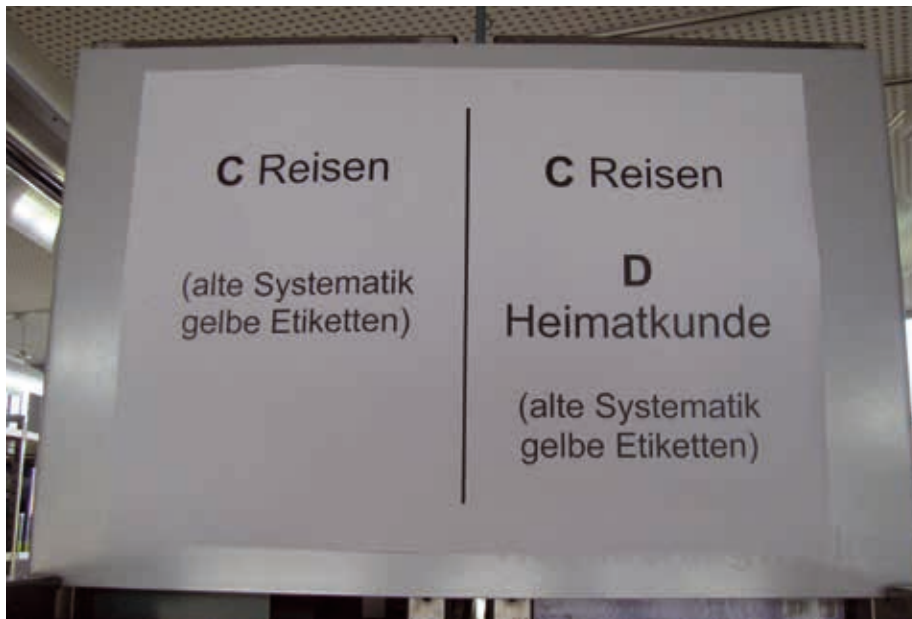 C Reisen
(alte Systematik
gelbe Etiketten)
C Reisen
D
Heimatkunde
(alte Systematik
gelbe Etiketten)